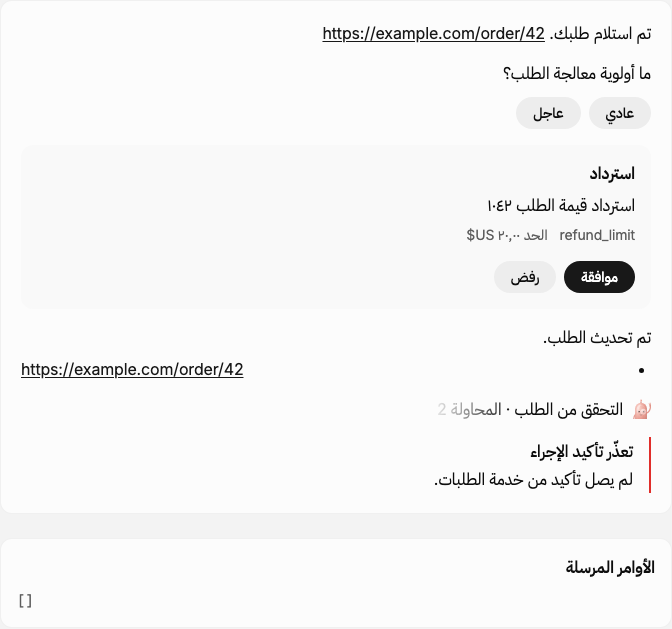 تم استلام طلبك. https://example.com/order/42
ما أولوية معالجة الطلب؟
عادي عاجل
استرداد
استرداد قيمة الطلب ١٠٤٢
refund_limit الحد ٢٠٫٠٠ US$
موافقة رفض
تم تحديث الطلب.
• https://example.com/order/42
التحقق من الطلب · المحاولة 2
تعذّر تأكيد الإجراء
لم يصل تأكيد من خدمة الطلبات.
الأوامر المرسلة
[]